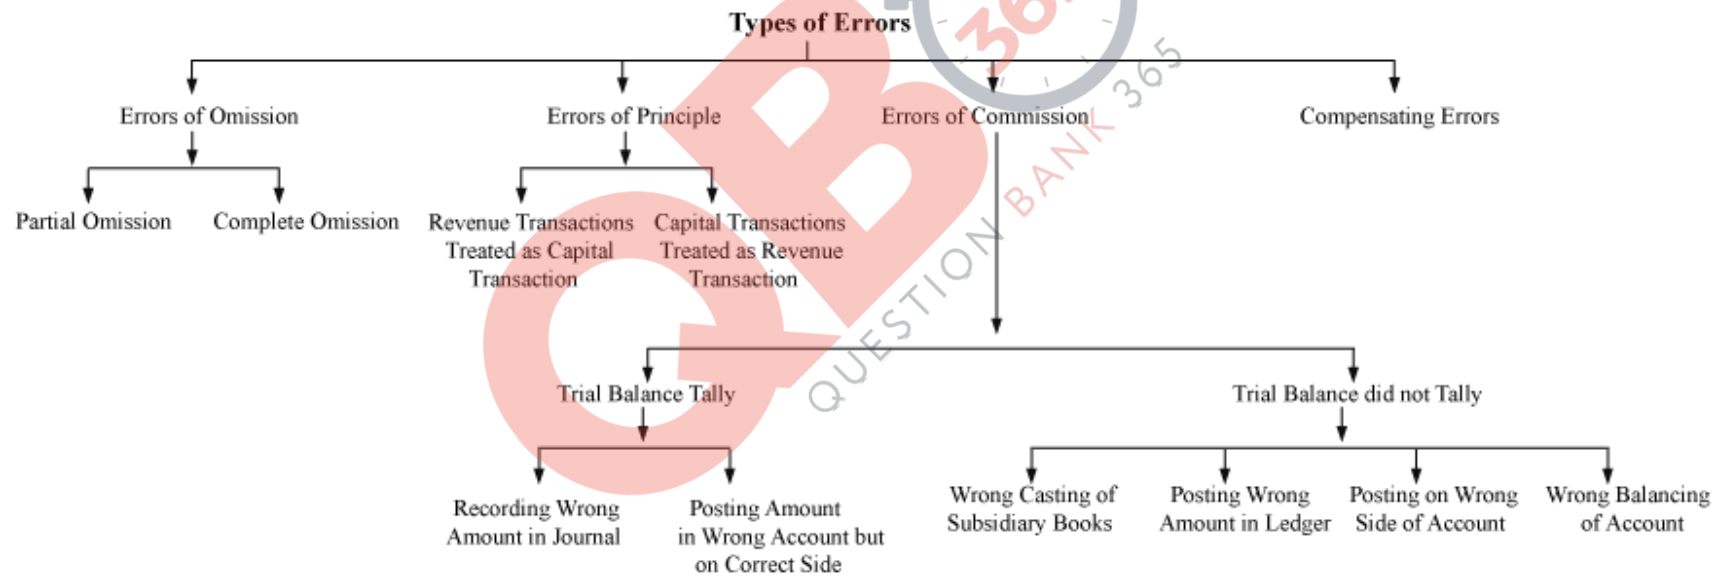 Types of Errors
Errors of Omission
Errors of Principle
Errors of Commission
Compensating Errors
Partial Omission
Complete Omission
Revenue Transactions
Treated as Capital
Transaction
Capital Transactions
Treated as Revenue
Transaction
Trial Balance Tally
Trial Balance did not Tally
Recording Wrong
Amount in Journal
Posting Amount
in Wrong Account but
on Correct Side
Wrong Casting of
Subsidiary Books
Posting Wrong
Amount in Ledger
Posting on Wrong
Side of Account
Wrong Balancing
of Account
QB
365
QUESTION BANK 365